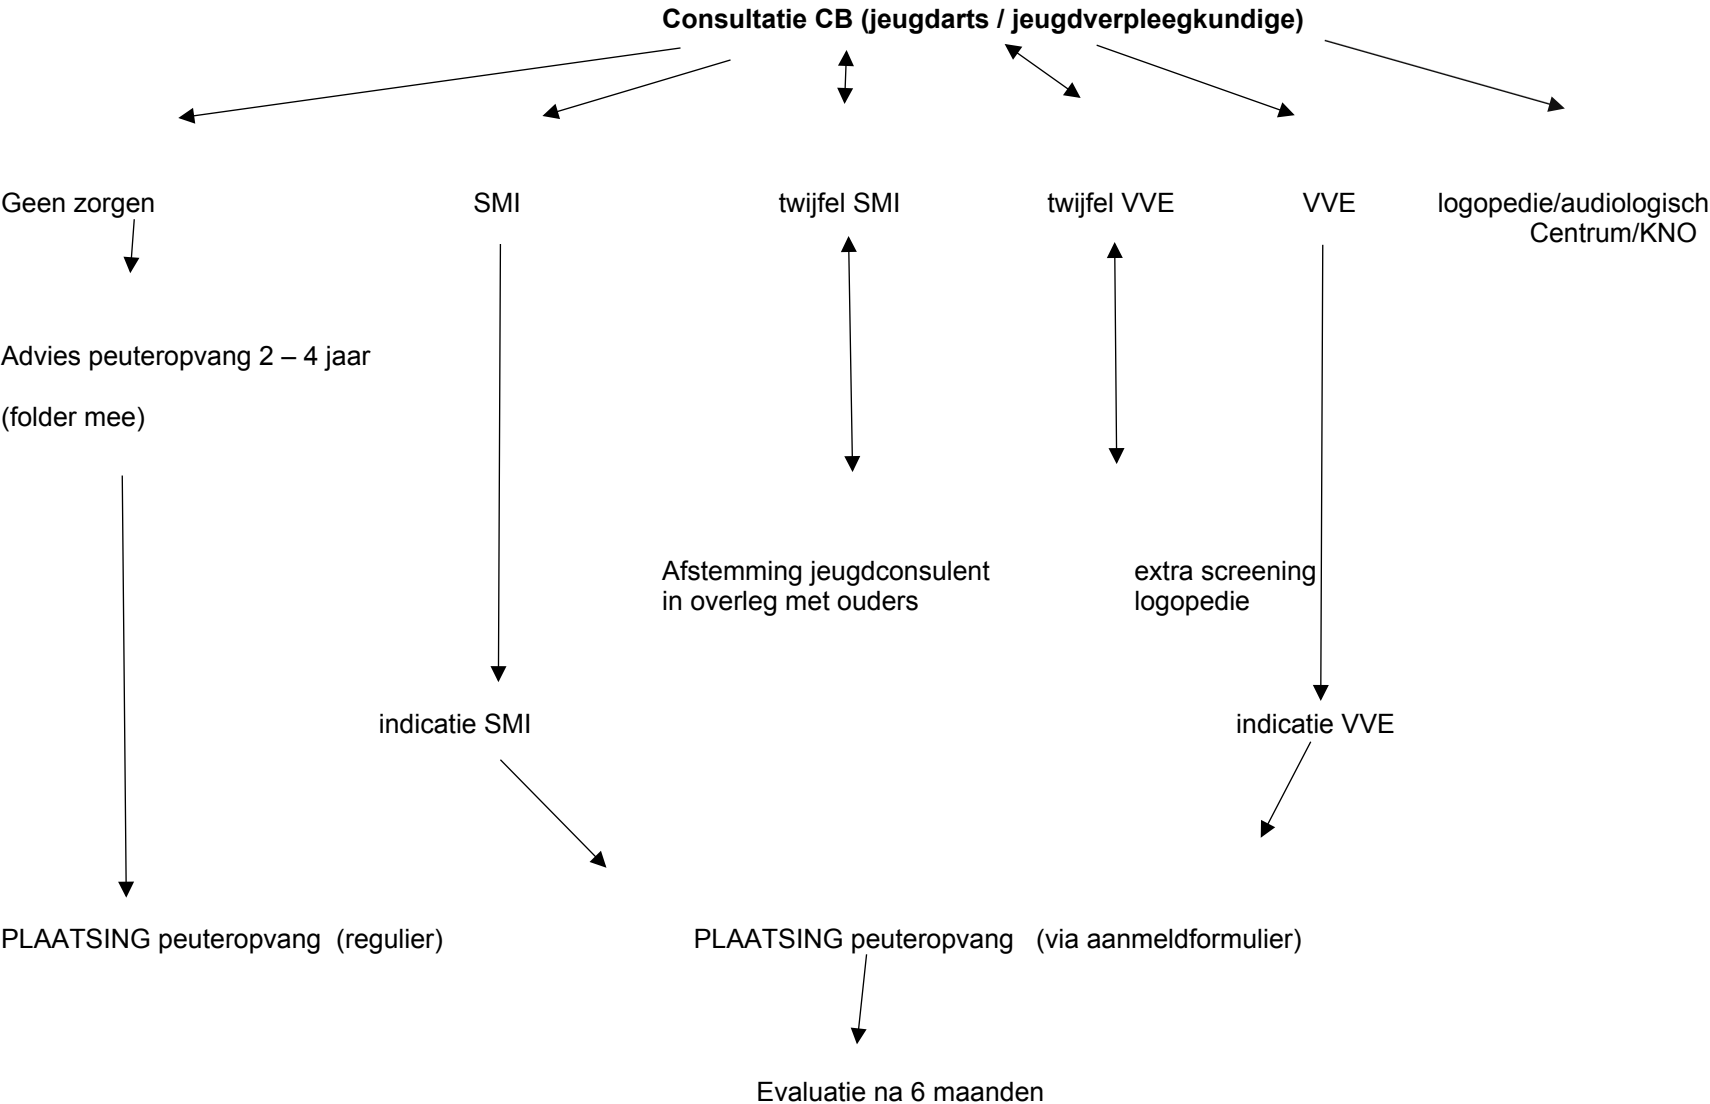 Consultatie CB (jeugdarts / jeugdverpleegkundige)
Geen zorgen
SMI
twijfel SMI
twijfel VVE
VVE
logopedie/audiologisch
Centrum/KNO
Advies peuteropvang 2 – 4 jaar
(folder mee)
Afstemming jeugdconsulent
in overleg met ouders
extra screening
logopedie
indicatie SMI
indicatie VVE
PLAATSING peuteropvang (regulier)
PLAATSING peuteropvang (via aanmeldformulier)
Evaluatie na 6 maanden